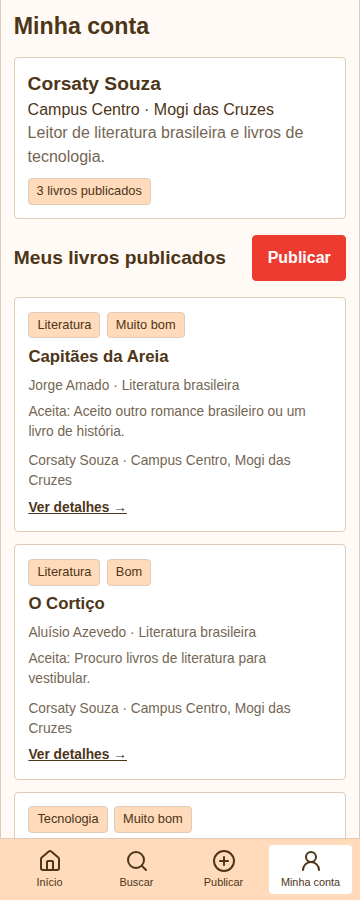 Minha conta
Corsaty Souza
Campus Centro · Mogi das Cruzes
Leitor de literatura brasileira e livros de
tecnologia.
3 livros publicados
Meus livros publicados
Publicar
Literatura
Muito bom
Capitães da Areia
Jorge Amado · Literatura brasileira
Aceita: Aceito outro romance brasileiro ou um
livro de história.
Corsaty Souza · Campus Centro, Mogi das
Cruzes
Ver detalhes →
Literatura
Bom
O Cortiço
Aluísio Azevedo · Literatura brasileira
Aceita: Procuro livros de literatura para
vestibular.
Corsaty Souza · Campus Centro, Mogi das
Cruzes
Ver detalhes →
Tecnologia
Muito bom
Início
Buscar
Publicar
Minha conta